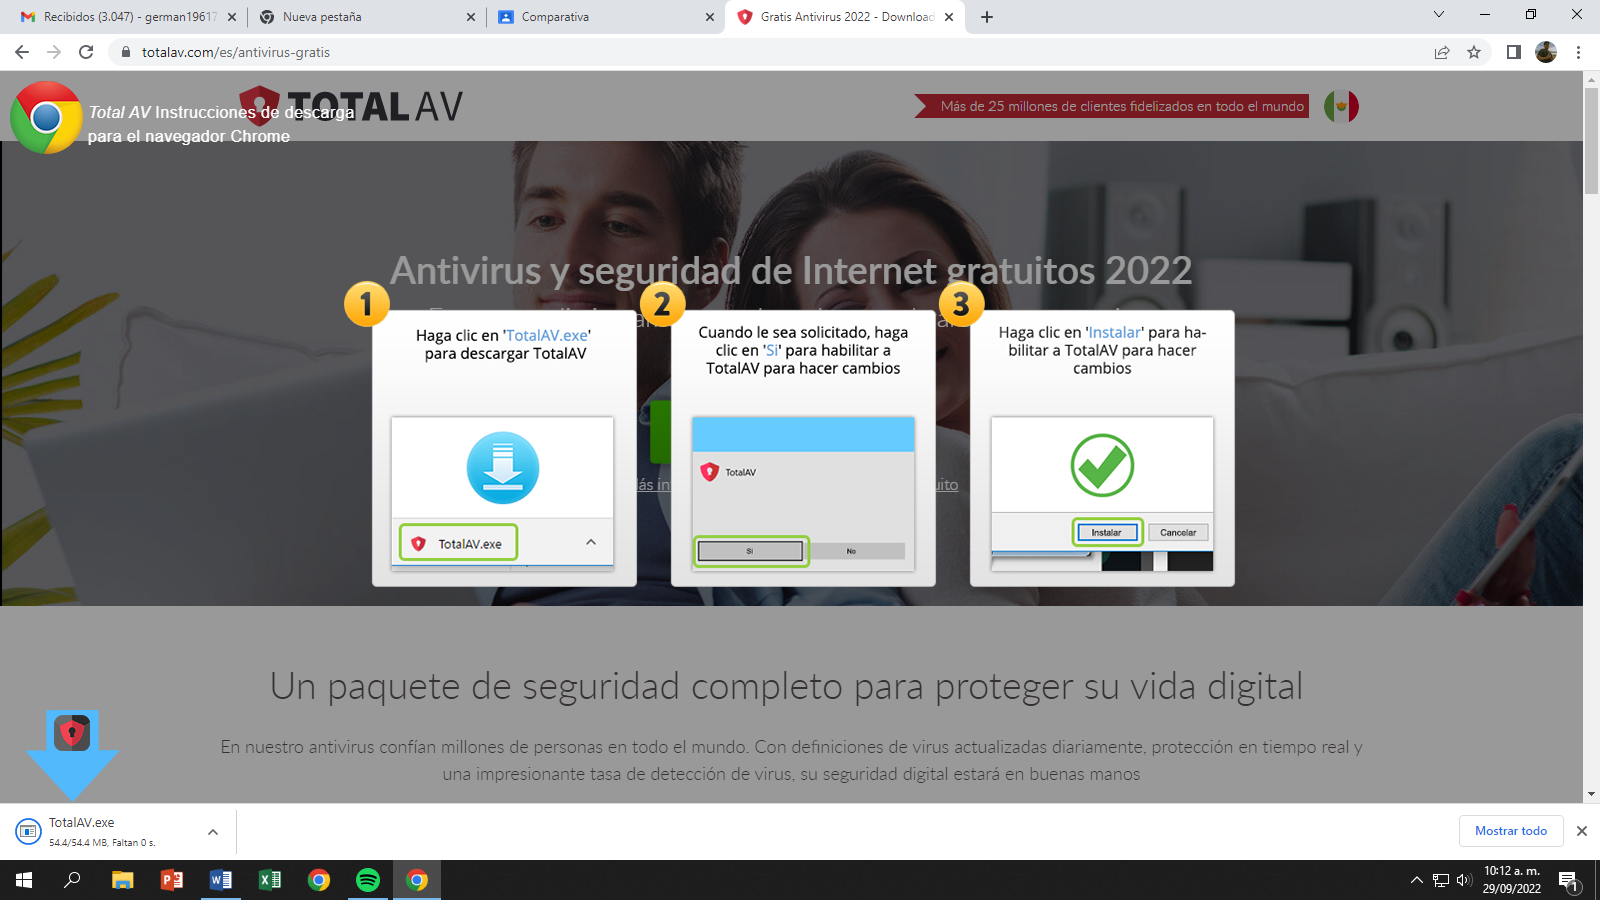 Recibidos (3.047) - german19617
Nueva pestaña
Comparativa
Gratis Antivirus 2022 - Download
totalav.com/es/antivirus-gratis
Total AV Instrucciones de descarga
para el navegador Chrome
TOTAL AV
Más de 25 millones de clientes fidelizados en todo el mundo
Antivirus y seguridad de Internet gratuitos 2022
1
Haga clic en 'TotalAV.exe'
para descargar TotalAV
TotalAV.exe
2
Cuando le sea solicitado, haga
clic en 'Si' para habilitar a
TotalAV para hacer cambios
TotalAV
Si
No
3
Haga clic en 'Instalar' para ha-
bilitar a TotalAV para hacer
cambios
Instalar
Cancelar
Un paquete de seguridad completo para proteger su vida digital
En nuestro antivirus confían millones de personas en todo el mundo. Con definiciones de virus actualizadas diariamente, protección en tiempo real y
una impresionante tasa de detección de virus, su seguridad digital estará en buenas manos
TotalAV.exe
54.4/54.4 MB, Faltan 0 s.
Mostrar todo
10:12 a. m.
29/09/2022
1